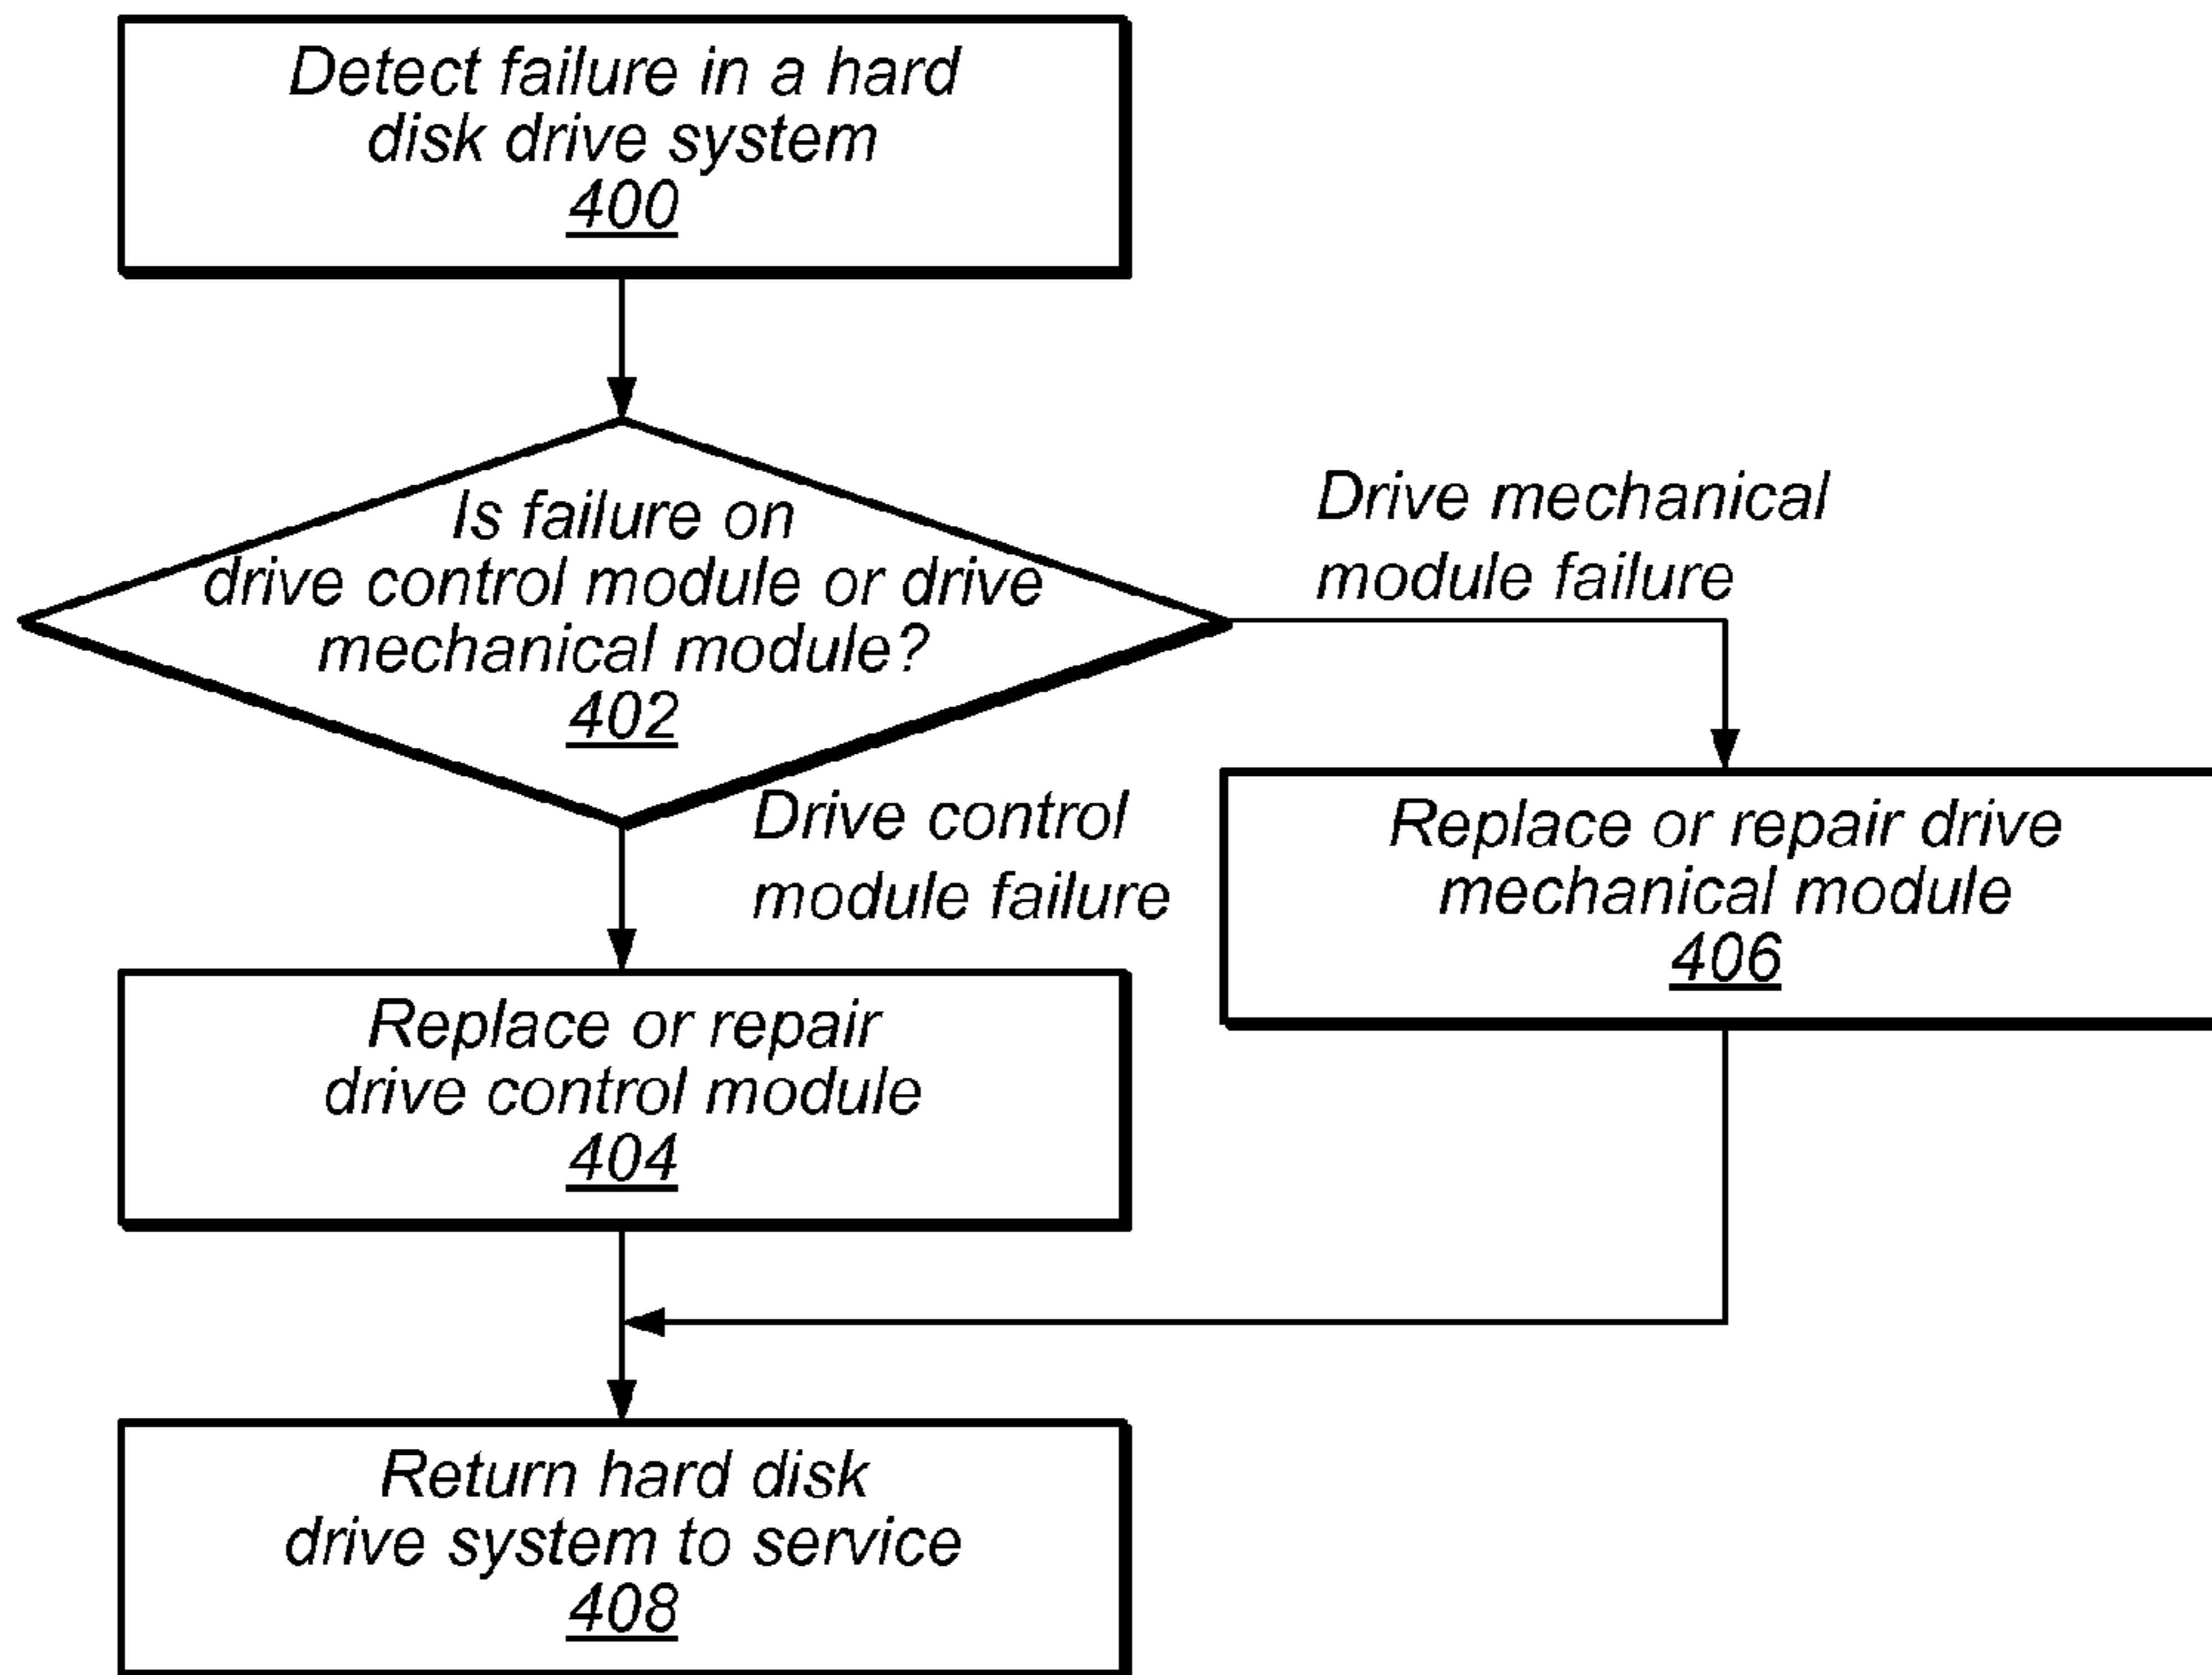 Detect failure in a hard
disk drive system
400
Is failure on
drive control module or drive
mechanical module?
402
Drive mechanical
module failure
Drive control
module failure
Replace or repair drive
mechanical module
406
Replace or repair
drive control module
404
Return hard disk
drive system to service
408